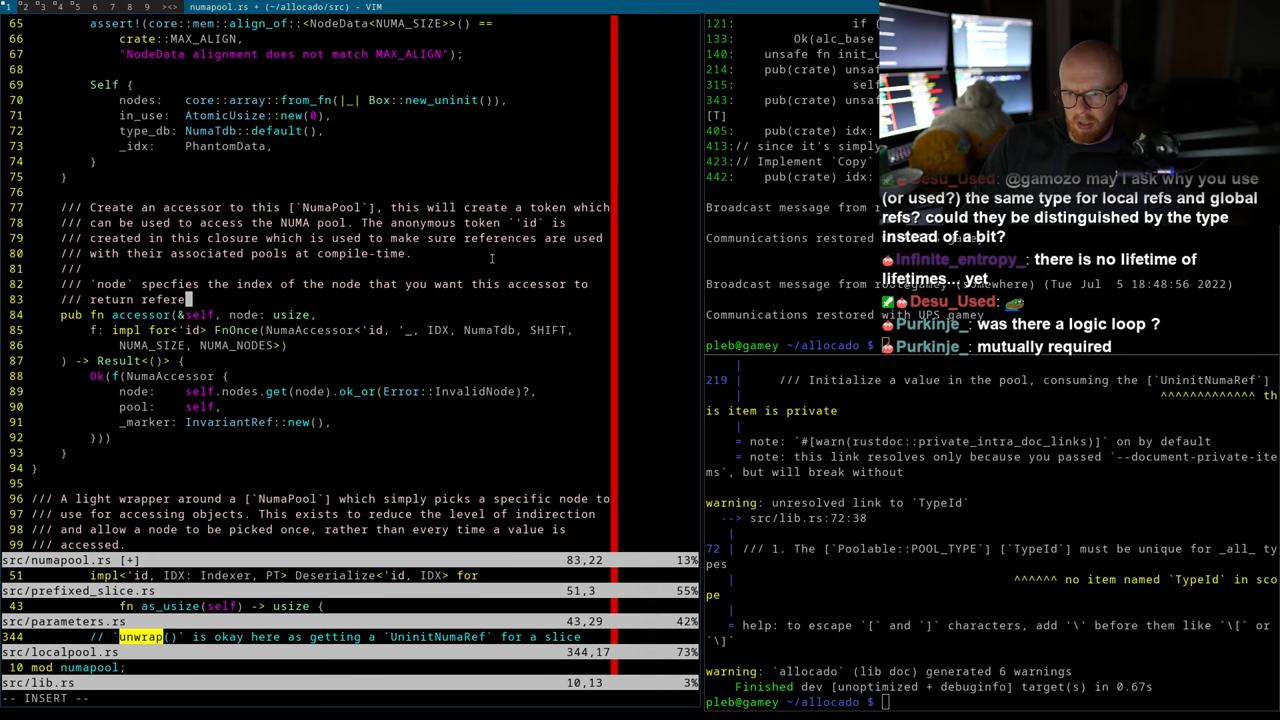 1 2 3 4 5 6 7 8 9 [><> numapool.rs + (~/allocado/src) - VIM
65         assert!(core::mem::align_of::<NodeData<NUMA_SIZE>>() ==
66             crate::MAX_ALIGN,
67             "NodeData alignment does not match MAX_ALIGN");
68
69         Self {
70             nodes:   core::array::from_fn(|_| Box::new_uninit()),
71             in_use:  AtomicUsize::new(0),
72             type_db: NumaTdb::default(),
73             _idx:    PhantomData,
74         }
75     }
76
77     /// Create an accessor to this [`NumaPool`], this will create a token which
78     /// can be used to access the NUMA pool. The anonymous token `'id` is
79     /// created in this closure which is used to make sure references are used
80     /// with their associated pools at compile-time.
81     ///
82     /// `node` specfies the index of the node that you want this accessor to
83     /// return refere
84     pub fn accessor(&self, node: usize,
85         f: impl for<'id> FnOnce(NumaAccessor<'id, '_, IDX, NumaTdb, SHIFT,
86             NUMA_SIZE, NUMA_NODES>)
87     ) -> Result<()> {
88         Ok(f(NumaAccessor {
89             node:    self.nodes.get(node).ok_or(Error::InvalidNode)?,
90             pool:    self,
91             _marker: InvariantRef::new(),
92         }))
93     }
94 }
95
96 /// A light wrapper around a [`NumaPool`] which simply picks a specific node to
97 /// use for accessing objects. This exists to reduce the level of indirection
98 /// and allow a node to be picked once, rather than every time a value is
99 /// accessed.
src/numapool.rs [+] 83,22 13%
51         impl<'id, IDX: Indexer, PT> Deserialize<'id, IDX> for
src/prefixed_slice.rs 51,3 55%
43             fn as_usize(self) -> usize {
src/parameters.rs 43,29 42%
344         // `unwrap()` is okay here as getting a `UninitNumaRef` for a slice
src/localpool.rs 344,17 73%
10 mod numapool;
src/lib.rs 10,13 3%
-- INSERT --
121:                if (
133:            Ok(alc_base
140:    unsafe fn init_u
214:    pub(crate) unsaf
315:            self
343:    pub(crate) unsaf
[T]
405:    pub(crate) idx:
413:// since it's simply
423:// Implement `Copy`
442:    pub(crate) idx:
Broadcast message from r
Communications restored
Broadcast message from (somewhere) (Tue Jul  5 18:48:56 2022)
Communications restored with UPS gamey
pleb@gamey ~/allocado $
Desu_Used: @gamozo may I ask why you use
(or used?) the same type for local refs and global
refs? could they be distinguished by the type
instead of a bit?
Infinite_entropy_: there is no lifetime of
lifetimes... yet
Desu_Used:
Purkinje_: was there a logic loop ?
Purkinje_: mutually required
219 |     /// Initialize a value in the pool, consuming the [`UninitNumaRef`]
^^^^^^^^^^^^^ th
is item is private
= note: `#[warn(rustdoc::private_intra_doc_links)]` on by default
= note: this link resolves only because you passed `--document-private-ite
ms`, but will break without
warning: unresolved link to `TypeId`
--> src/lib.rs:72:38
72 | /// 1. The [`Poolable::POOL_TYPE`] [`TypeId`] must be unique for _all_ ty
pes
^^^^^^ no item named `TypeId` in sco
pe
= help: to escape `[` and `]` characters, add '\' before them like `\[` or
`\]`
warning: `allocado` (lib doc) generated 6 warnings
Finished dev [unoptimized + debuginfo] target(s) in 0.67s
pleb@gamey ~/allocado $